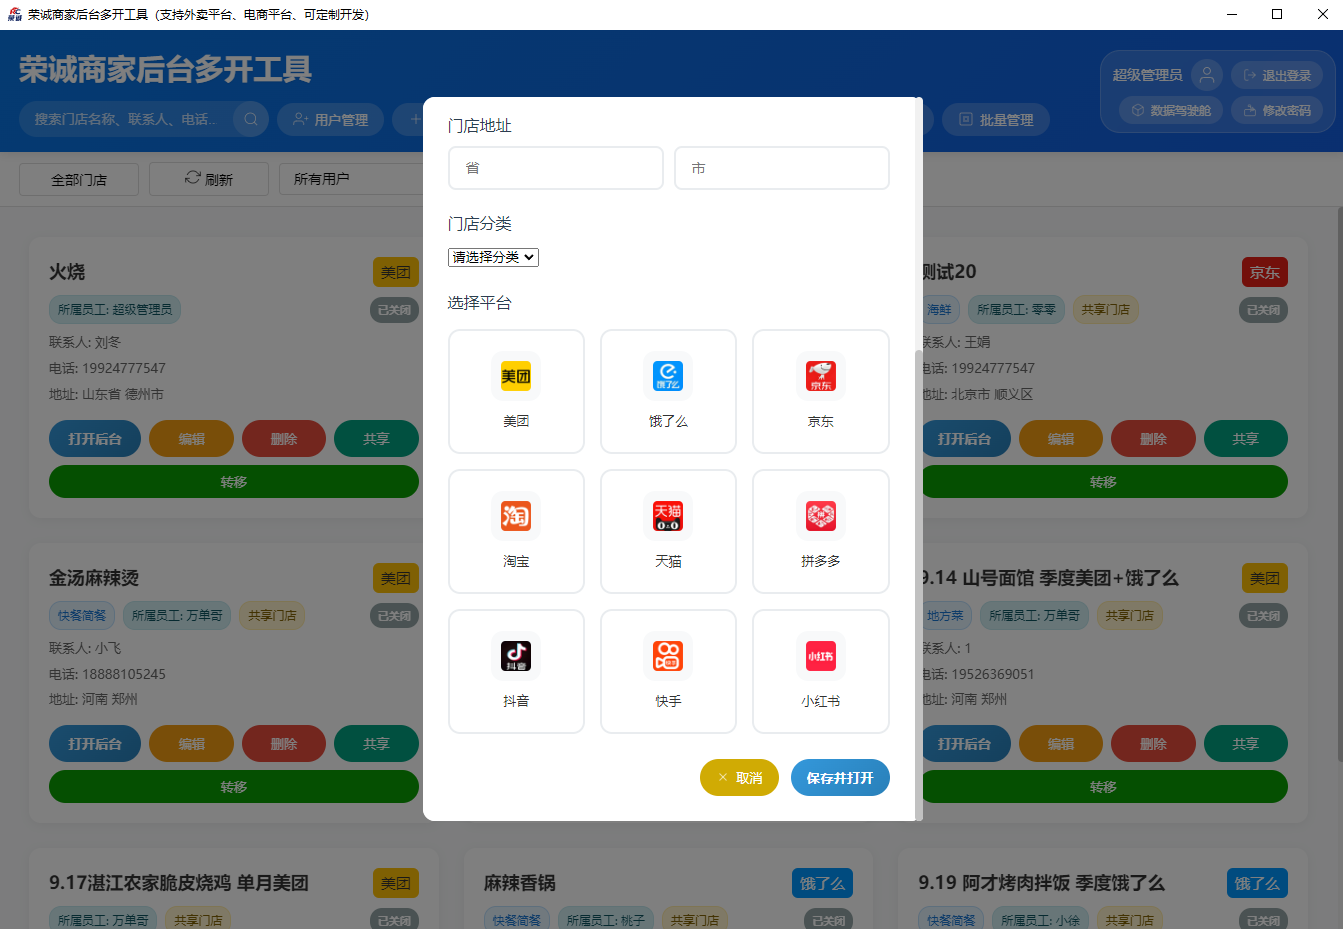 荣诚商家后台多开工具（支持外卖平台、电商平台、可定制开发）
荣诚商家后台多开工具
搜索门店名称、联系人、电话..
用户管理
批量管理
超级管理员
退出登录
数据驾驶舱
修改密码
全部门店
刷新
所有用户
门店地址
省
市
门店分类
请选择分类
选择平台
美团
美团
饿了么
饿了么
京东
京东
淘
淘宝
天猫
天猫
拼
拼多多
抖音
抖音
快手
小红书
小红书
取消
保存并打开
火烧
美团
所属员工: 超级管理员
已关闭
联系人: 刘冬
电话: 19924777547
地址: 山东省 德州市
打开后台
编辑
删除
共享
转移
测试20
京东
海鲜
所属员工: 零零
共享门店
已关闭
联系人: 王娟
电话: 19924777547
地址: 北京市 顺义区
打开后台
编辑
删除
共享
转移
金汤麻辣烫
美团
快餐简餐
所属员工: 万单哥
共享门店
已关闭
联系人: 小飞
电话: 18888105245
地址: 河南 郑州
打开后台
编辑
删除
共享
转移
9.14 山号面馆 季度美团+饿了么
美团
地方菜
所属员工: 万单哥
共享门店
已关闭
联系人: 1
电话: 19526369051
地址: 河南 郑州
打开后台
编辑
删除
共享
转移
9.17湛江农家脆皮烧鸡 单月美团
美团
所属员工: 万单哥
共享门店
已关闭
麻辣香锅
饿了么
快餐简餐
所属员工: 桃子
共享门店
已关闭
9.19 阿才烤肉拌饭 季度饿了么
饿了么
快餐简餐
所属员工: 小徐
共享门店
已关闭